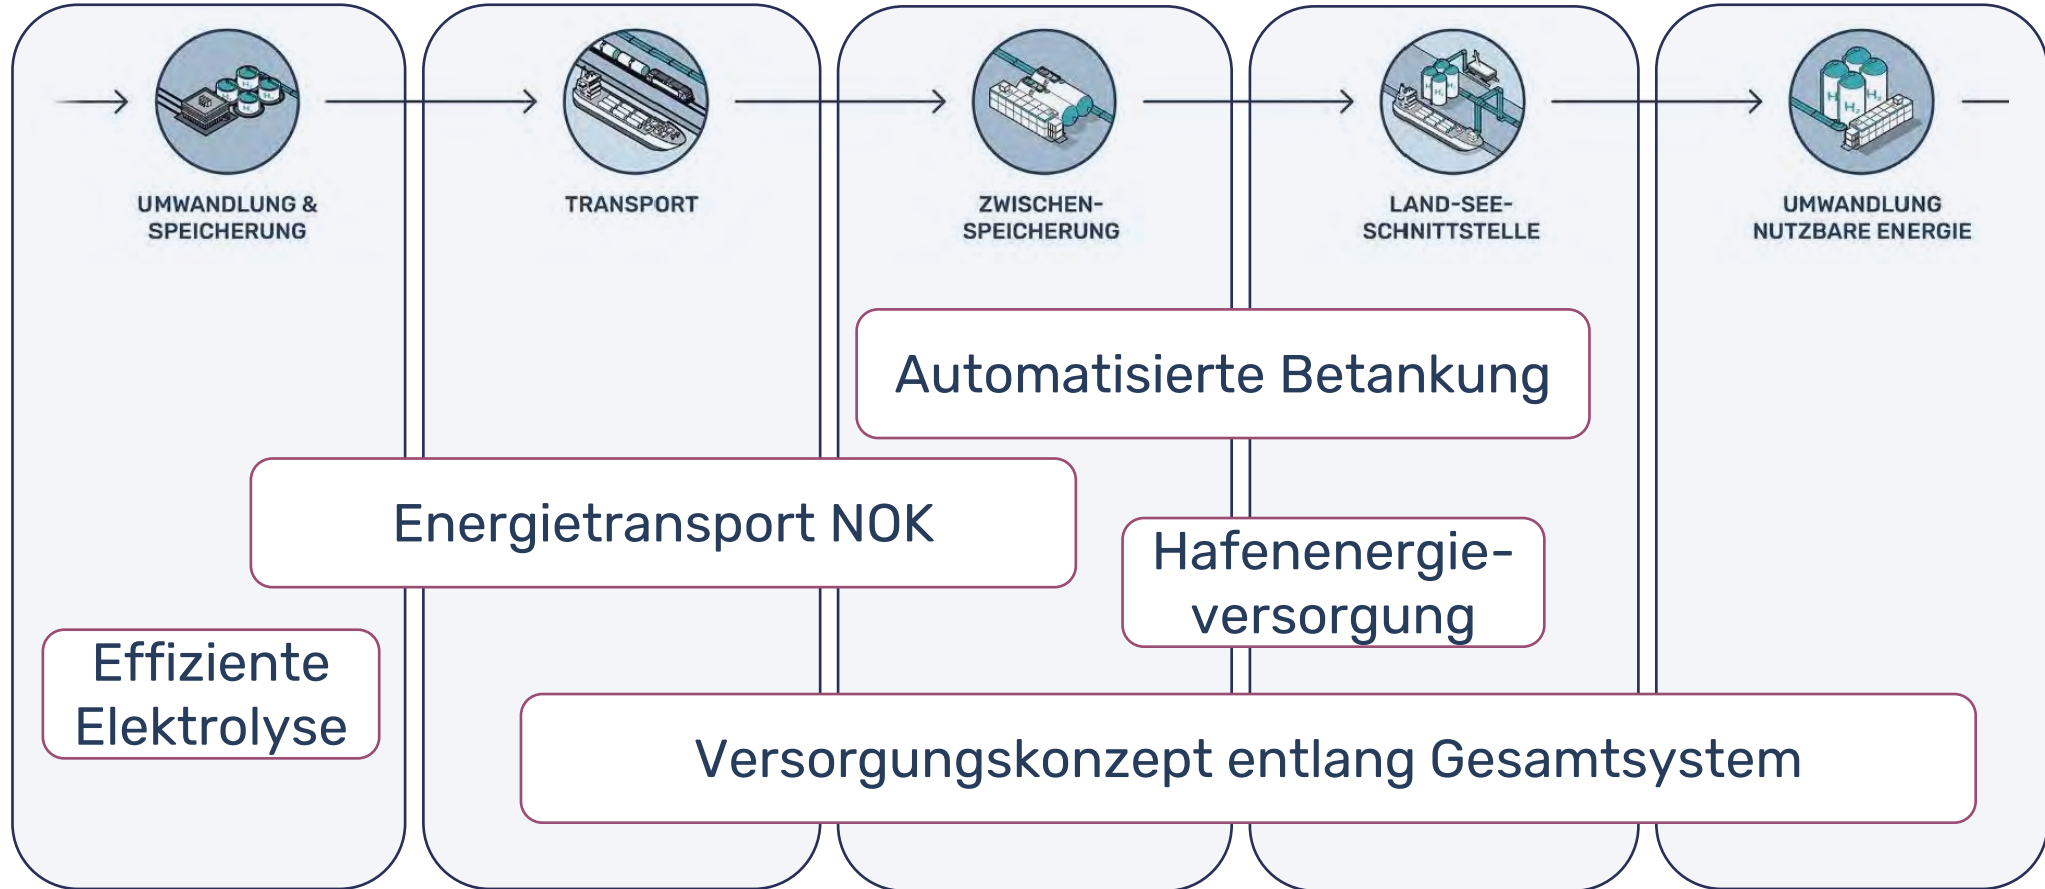 UMWANDLUNG &
SPEICHERUNG
TRANSPORT
ZWISCHEN-
SPEICHERUNG
LAND-SEE-
SCHNITTSTELLE
UMWANDLUNG
NUTZBARE ENERGIE
Automatisierte Betankung
Energietransport NOK
Hafenenergie-
versorgung
Effiziente
Elektrolyse
Versorgungskonzept entlang Gesamtsystem